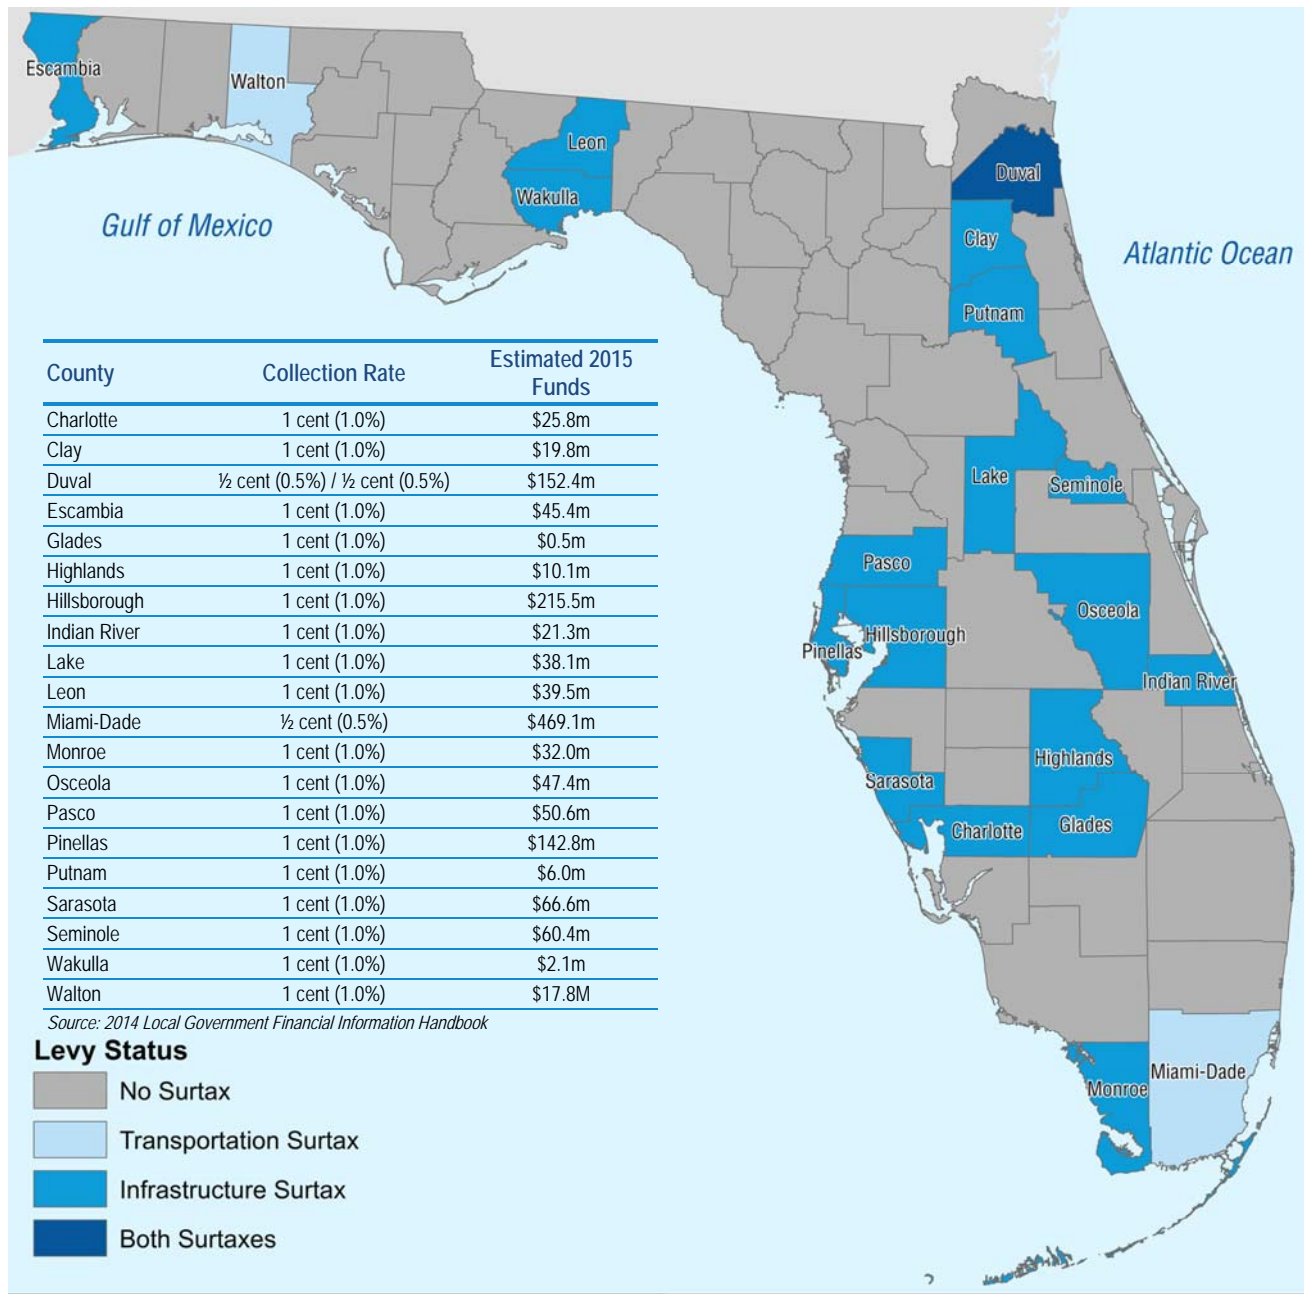 Escambia
Walton
Leon
Wakulla
Duval
Clay
Putnam
Gulf of Mexico
Atlantic Ocean
Lake
Seminole
Pasco
Osceola
Hillsborough
Pinellas
Indian River
Highlands
Sarasota
Charlotte
Glades
Miami-Dade
Monroe
County Collection Rate Estimated 2015
Funds
Charlotte 1 cent (1.0%) $25.8m
Clay 1 cent (1.0%) $19.8m
Duval ½ cent (0.5%) / ½ cent (0.5%) $152.4m
Escambia 1 cent (1.0%) $45.4m
Glades 1 cent (1.0%) $0.5m
Highlands 1 cent (1.0%) $10.1m
Hillsborough 1 cent (1.0%) $215.5m
Indian River 1 cent (1.0%) $21.3m
Lake 1 cent (1.0%) $38.1m
Leon 1 cent (1.0%) $39.5m
Miami-Dade ½ cent (0.5%) $469.1m
Monroe 1 cent (1.0%) $32.0m
Osceola 1 cent (1.0%) $47.4m
Pasco 1 cent (1.0%) $50.6m
Pinellas 1 cent (1.0%) $142.8m
Putnam 1 cent (1.0%) $6.0m
Sarasota 1 cent (1.0%) $66.6m
Seminole 1 cent (1.0%) $60.4m
Wakulla 1 cent (1.0%) $2.1m
Walton 1 cent (1.0%) $17.8M
Source: 2014 Local Government Financial Information Handbook
Levy Status
No Surtax
Transportation Surtax
Infrastructure Surtax
Both Surtaxes